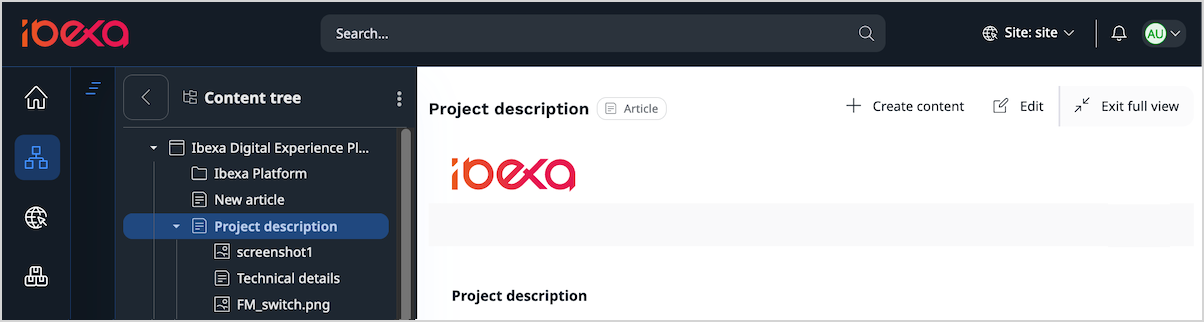 ibexa
Search...
Site: site
AU
Content tree
Ibexa Digital Experience Pl...
Ibexa Platform
New article
Project description
screenshot1
Technical details
FM_switch.png
Project description
Article
Create content
Edit
Exit full view
ibexa
Project description